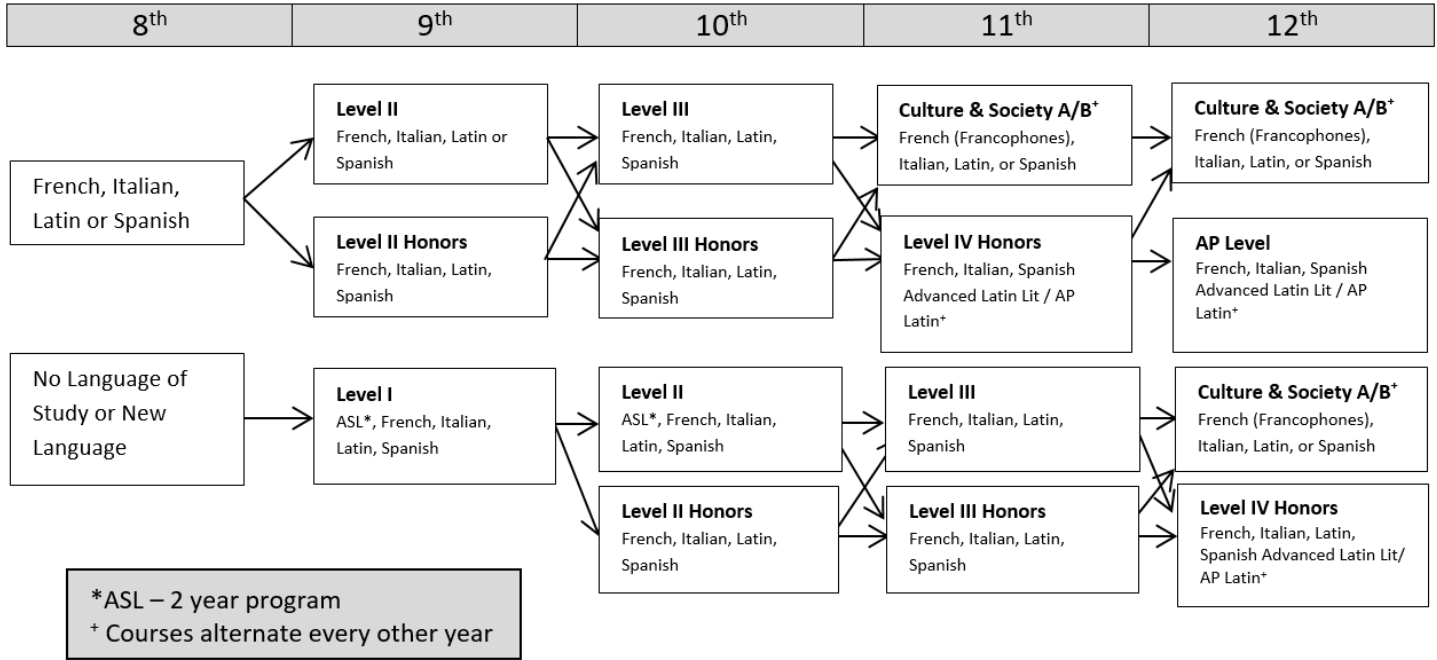 8th
9th
10th
11th
12th
French, Italian,
Latin or Spanish
Level II
French, Italian, Latin or
Spanish
Level II Honors
French, Italian, Latin,
Spanish
Level III
French, Italian, Latin,
Spanish
Level III Honors
French, Italian, Latin,
Spanish
Culture & Society A/B+
French (Francophones),
Italian, Latin, or Spanish
Level IV Honors
French, Italian, Spanish
Advanced Latin Lit / AP
Latin+
Culture & Society A/B+
French (Francophones),
Italian, Latin, or Spanish
AP Level
French, Italian, Spanish
Advanced Latin Lit / AP
Latin+
No Language of
Study or New
Language
Level I
ASL*, French, Italian,
Latin, Spanish
Level II
ASL*, French, Italian,
Latin, Spanish
Level II Honors
French, Italian, Latin,
Spanish
Level III
French, Italian, Latin,
Spanish
Level III Honors
French, Italian, Latin,
Spanish
Culture & Society A/B+
French (Francophones),
Italian, Latin, or Spanish
Level IV Honors
French, Italian, Latin,
Spanish Advanced Latin Lit/
AP Latin+
*ASL – 2 year program
+ Courses alternate every other year